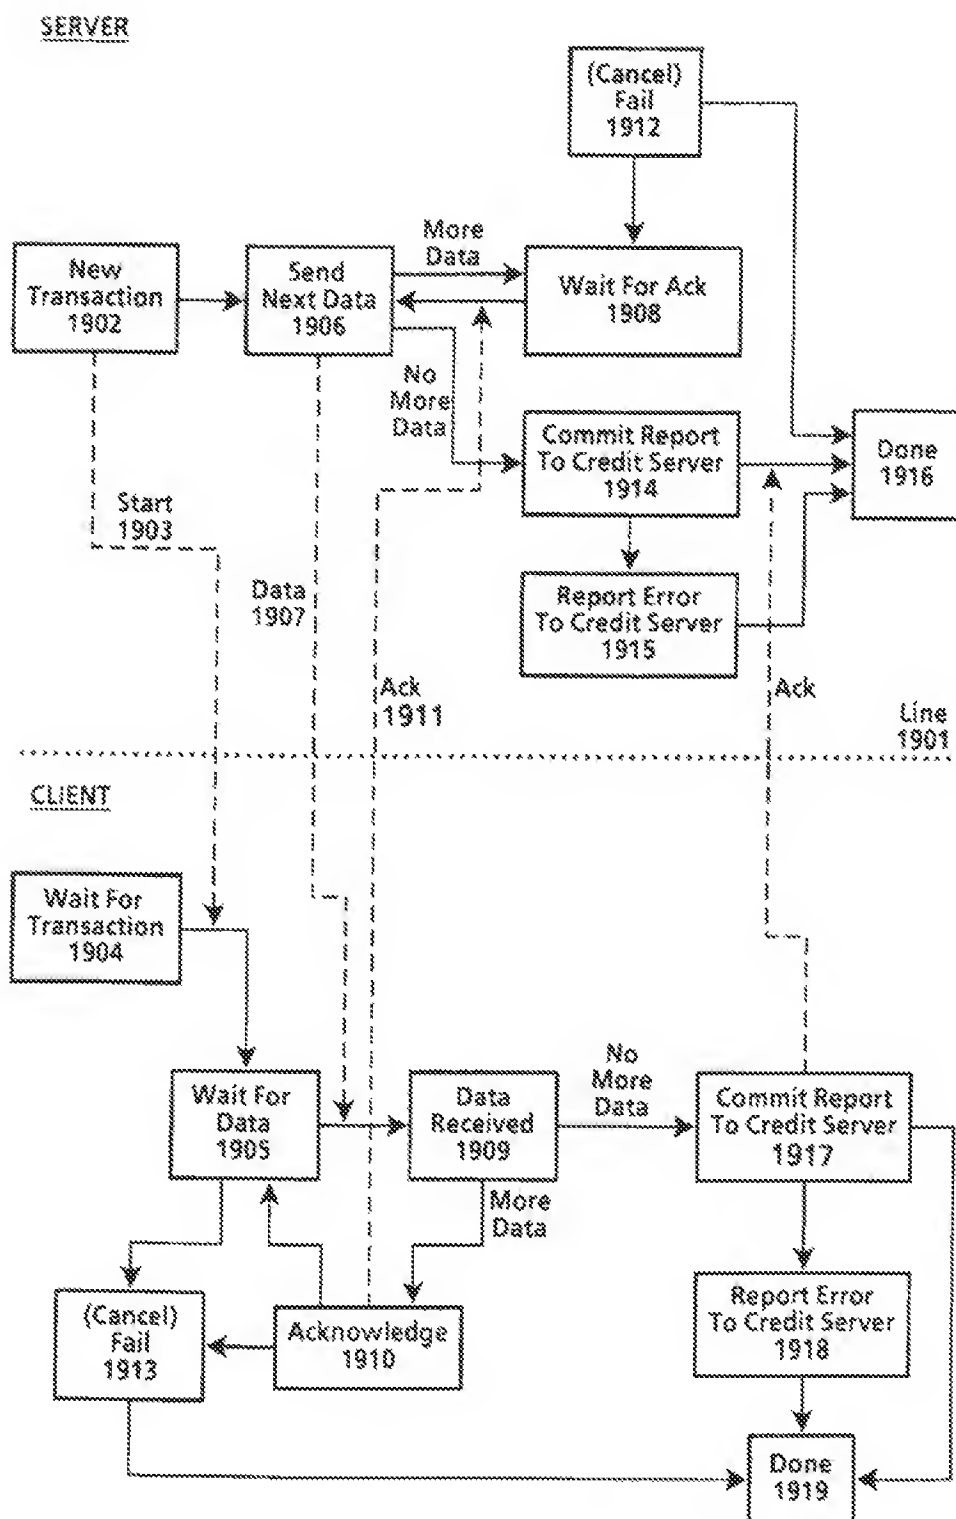 SERVER
(Cancel)
Fail
1912
More
Data
New
Transaction
1902
Send
Next Data
1906
Wait For Ack
1908
No
More
Data
Commit Report
To Credit Server
1914
Done
1916
Start
1903
Data
1907
Report Error
To Credit Server
1915
Ack
1911
Ack
Line
1901
CLIENT
Wait For
Transaction
1904
No
More
Data
Wait For
Data
1905
Data
Received
1909
Commit Report
To Credit Server
1917
More
Data
(Cancel)
Fail
1913
Acknowledge
1910
Report Error
To Credit Server
1918
Done
1919